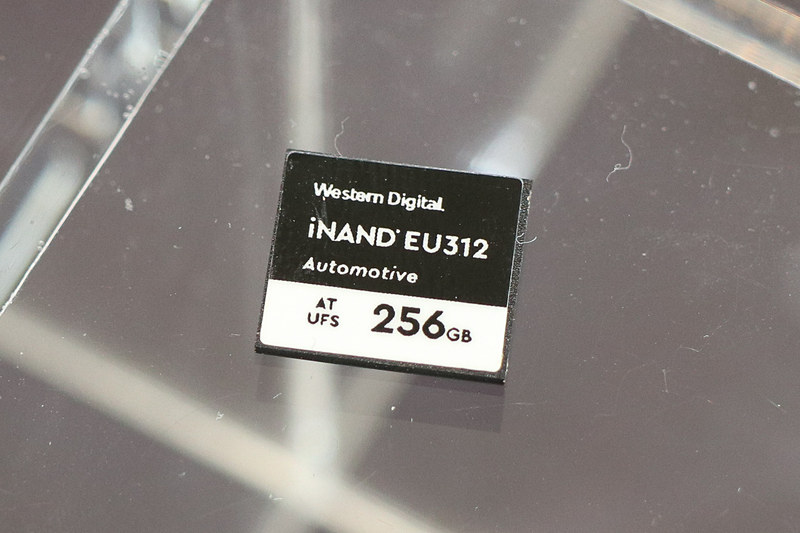 Western Digital.
iNAND® EU312
Automotive
AT
UFS
256GB